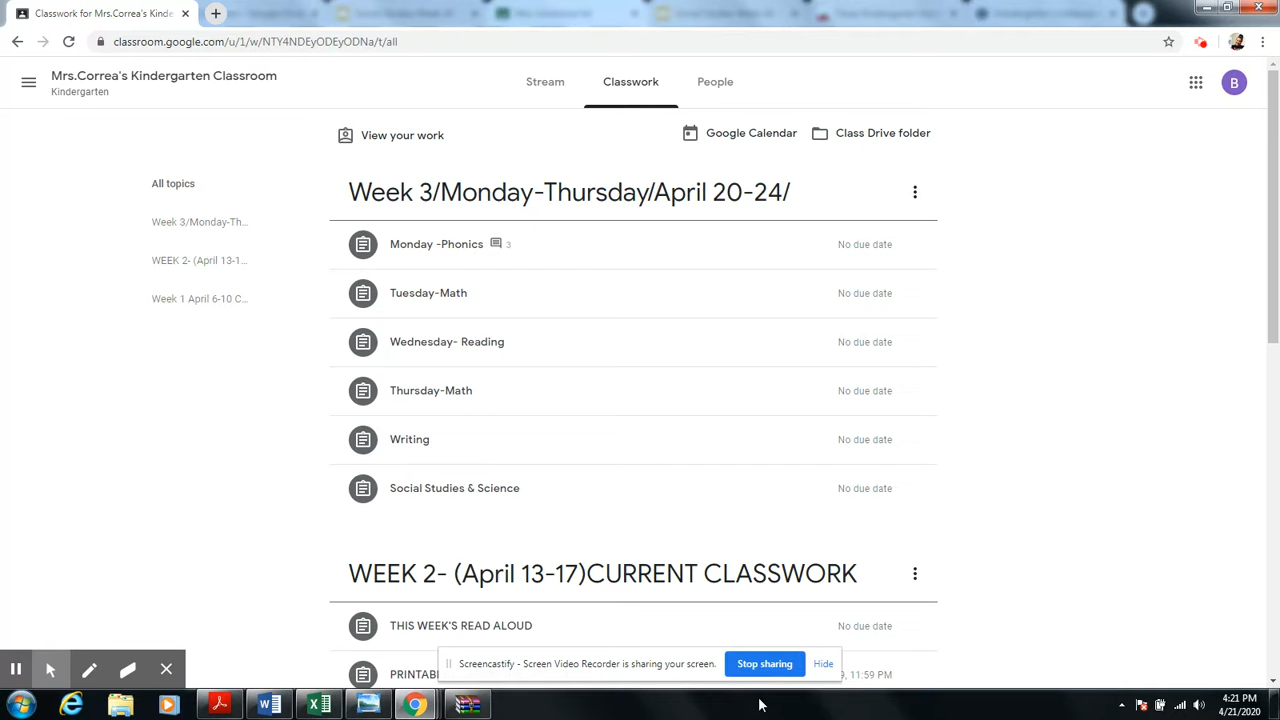 Classwork for Mrs.Correa's Kinde
classroom.google.com/u/1/w/NTY4NDEyODEyODNa/t/all
Mrs.Correa's Kindergarten Classroom
Kindergarten
Stream
Classwork
People
B
View your work
Google Calendar
Class Drive folder
All topics
Week 3/Monday-Th...
WEEK 2- (April 13-1...
Week 1 April 6-10 C...
Week 3/Monday-Thursday/April 20-24/
Monday -Phonics 3 No due date
Tuesday-Math No due date
Wednesday- Reading No due date
Thursday-Math No due date
Writing No due date
Social Studies & Science No due date
WEEK 2- (April 13-17)CURRENT CLASSWORK
THIS WEEK'S READ ALOUD No due date
PRINTAB 11:59 PM
Screencastify - Screen Video Recorder is sharing your screen. Stop sharing Hide
4:21 PM
4/21/2020